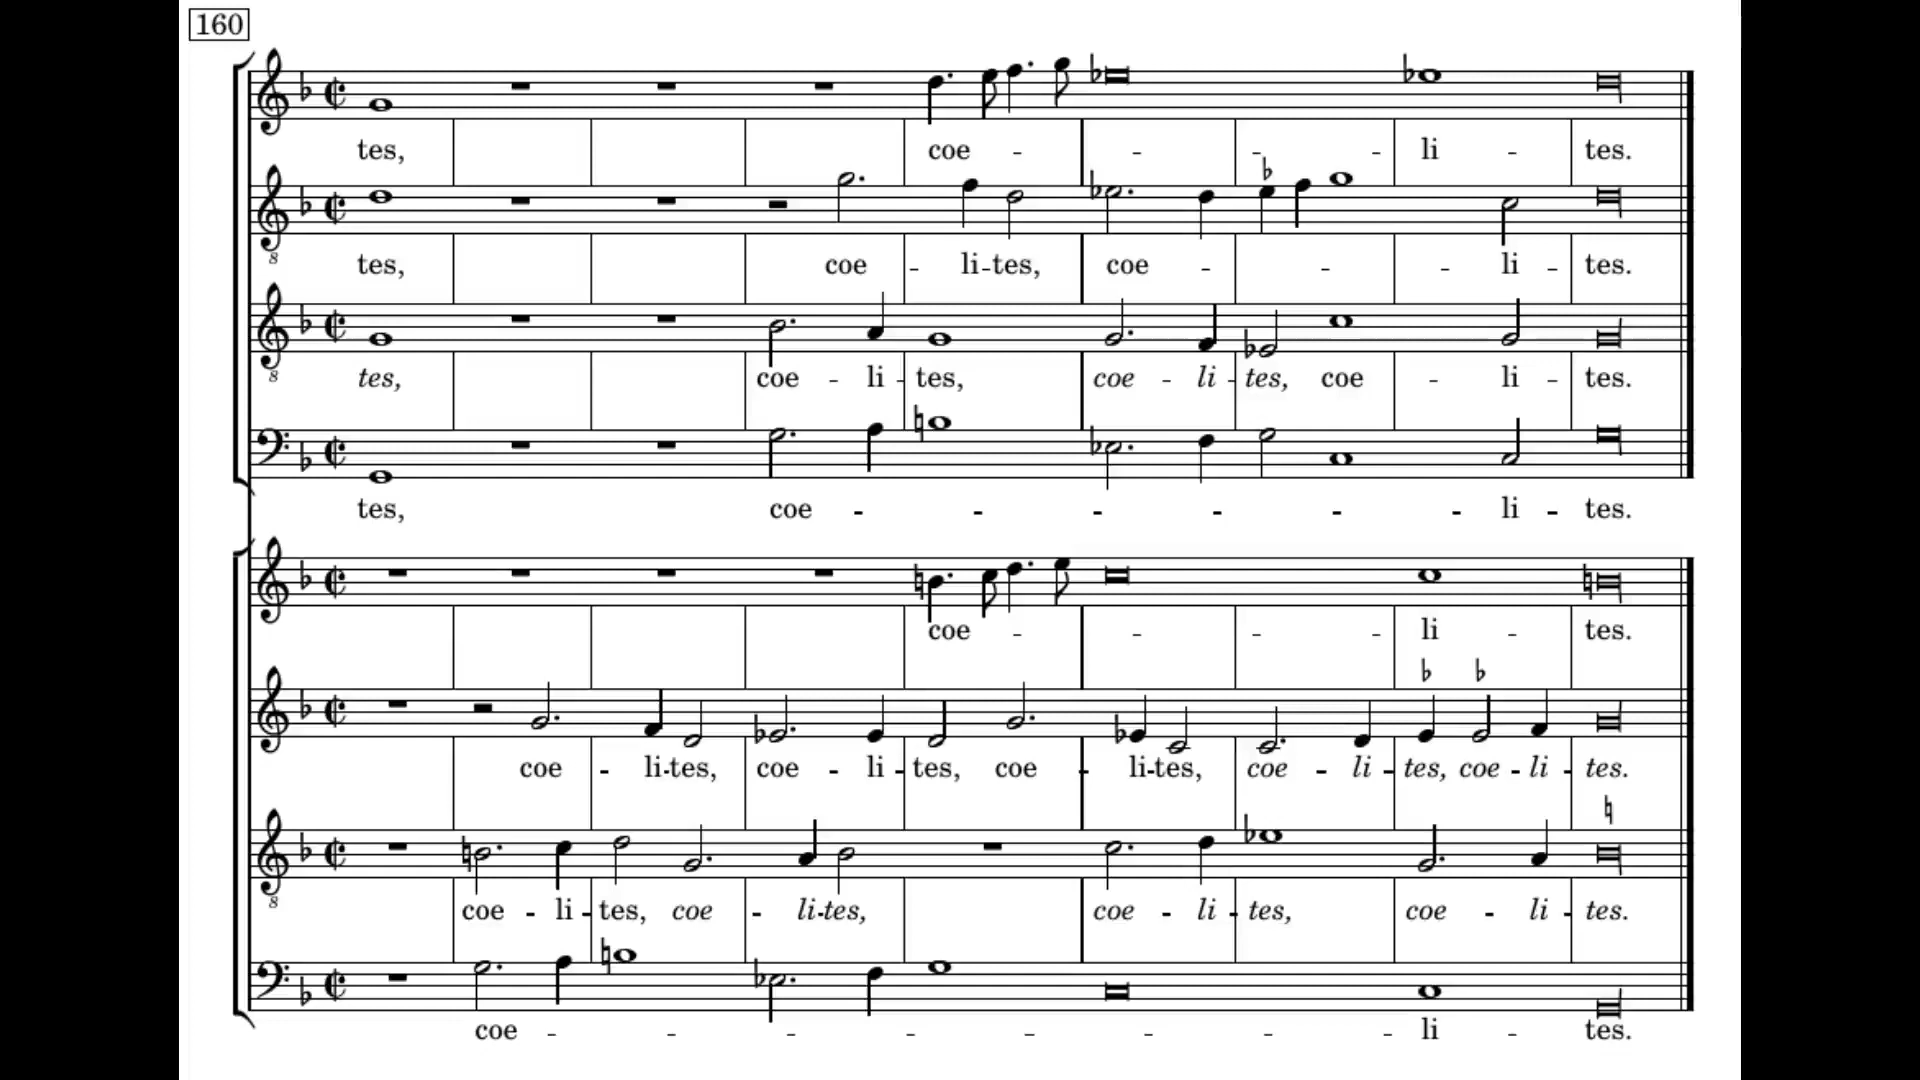 160
tes, coe - - - - li - tes.
tes, coe - li-tes, coe - - - li - tes.
tes, coe - li - tes, coe - li - tes, coe - li - tes.
tes, coe - - - - - - li - tes.
coe - - - - li - tes.
coe - li-tes, coe - li - tes, coe - li-tes, coe - li - tes, coe - li - tes.
coe - li - tes, coe - li-tes, coe - li - tes, coe - li - tes.
coe - - - - - - - - li - tes.